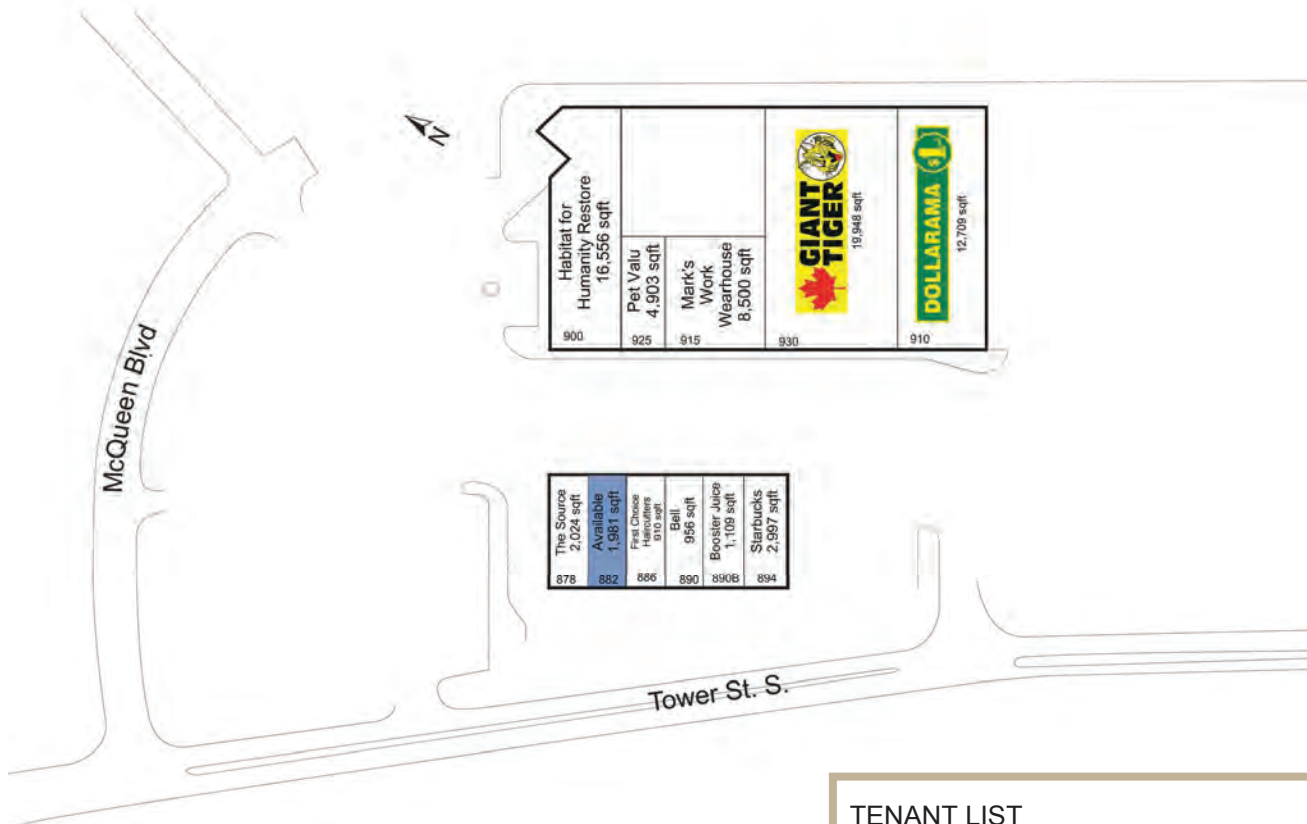 N
Habitat for
Humanity Restore
16,556 sqft
900
Pet Valu
4,903 sqft
925
Mark's
Work
Wearhouse
8,500 sqft
915
GIANT
TIGER
19,948 sqft
930
DOLLARAMA $1
12,709 sqft
910
McQueen Blvd
The Source
2,024 sqft
878
Available
1,981 sqft
882
First Choice
Haircutters
910 sqft
886
Bell
956 sqft
890
Booster Juice
1,109 sqft
890B
Starbucks
2,997 sqft
894
Tower St. S.
TENANT LIST